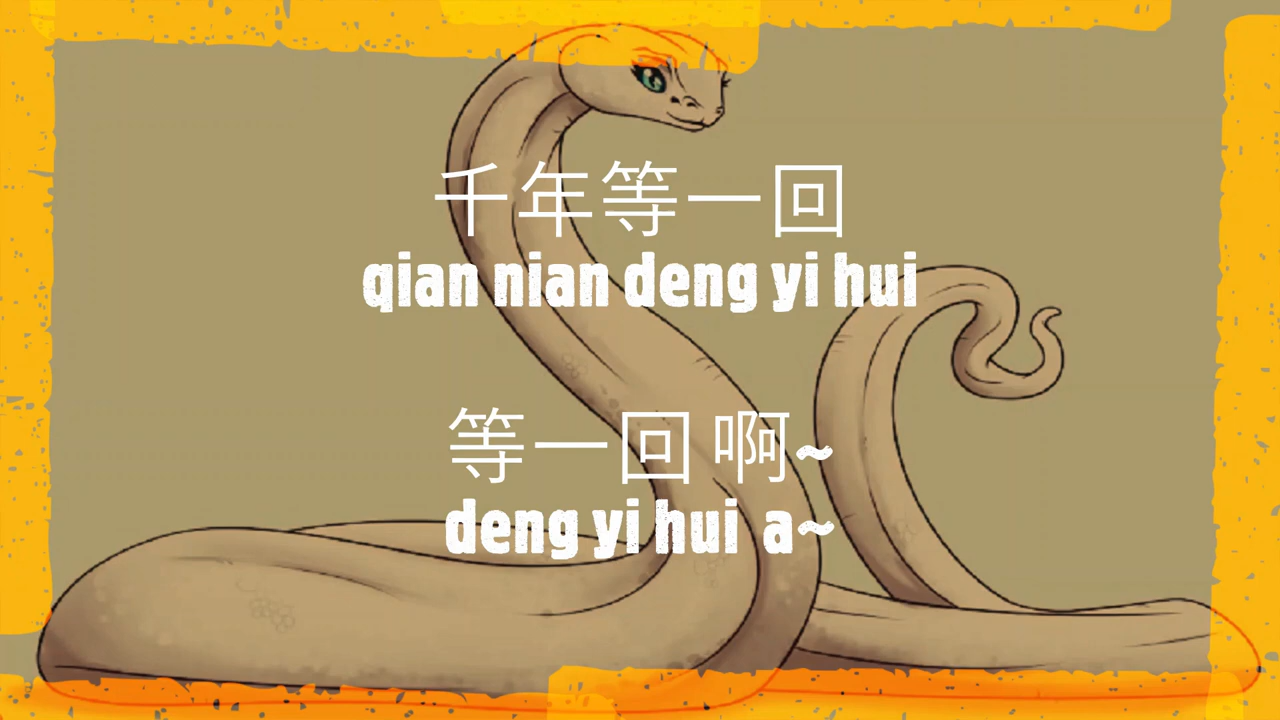 千年等一回
qian nian deng yi hui
等一回 啊~
deng yi hui a~